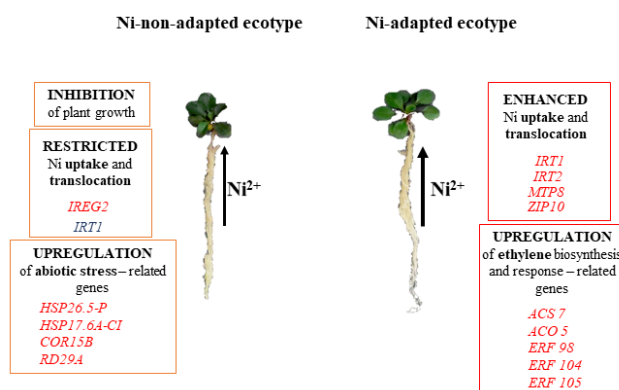 Ni-non-adapted ecotype
Ni-adapted ecotype
INHIBITION
of plant growth
RESTRICTED
Ni uptake and
translocation
IREG2
IRT1
UPREGULATION
of abiotic stress – related
genes
HSP26.5-P
HSP17.6A-CI
COR15B
RD29A
Ni2+
Ni2+
ENHANCED
Ni uptake and
translocation
IRT1
IRT2
MTP8
ZIP10
UPREGULATION
of ethylene biosynthesis
and response – related
genes
ACS 7
ACO 5
ERF 98
ERF 104
ERF 105